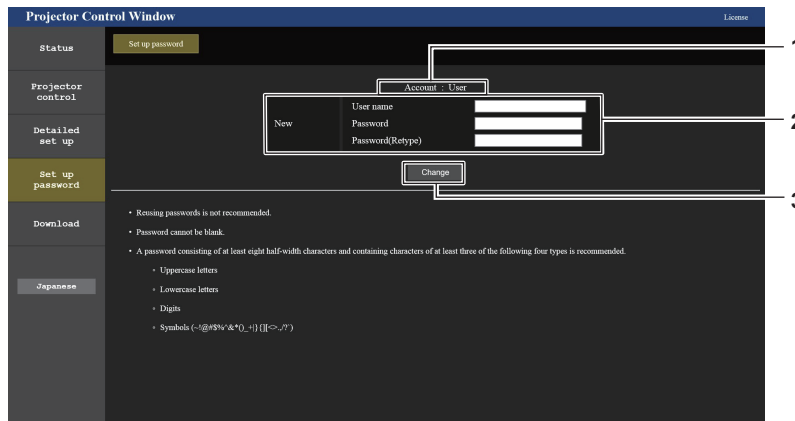 Projector Control Window
License
Status
Set up password
1
Projector
control
Account : User
User name
New
Password
2
Password(Retype)
Detailed
set up
Set up
password
Change
3
Reusing passwords is not recommended.
Download
Password cannot be blank.
A password consisting of at least eight half-width characters and containing characters of at least three of the following four types is recommended.
Uppercase letters
Japanese
Lowercase letters
Digits